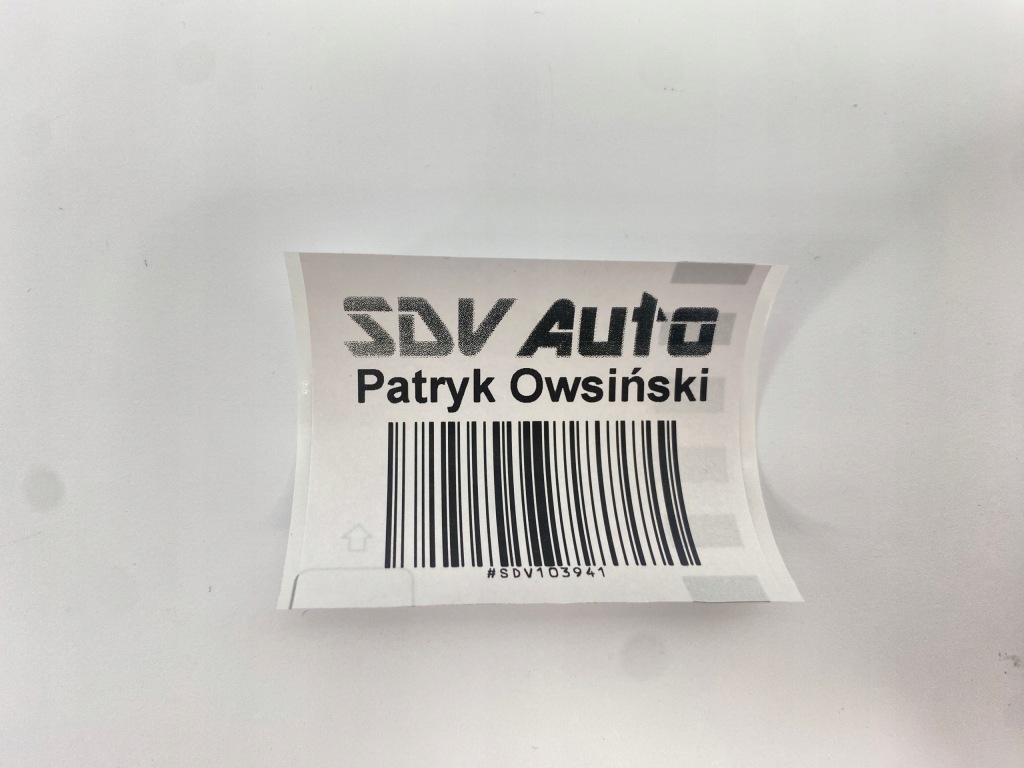 SDV Auto
Patryk Owsiński
#SDV103941